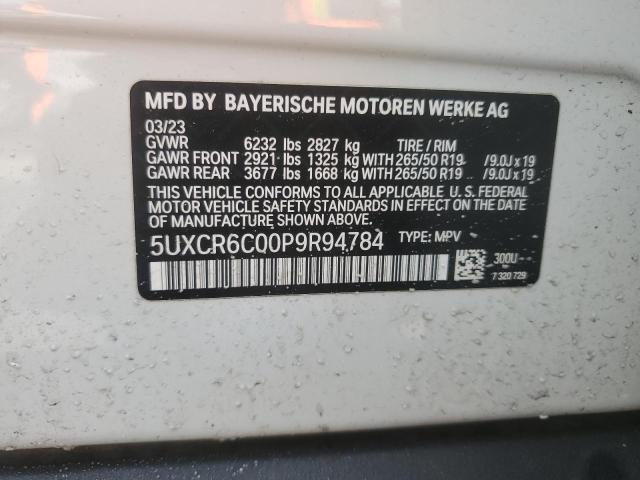 MFD BY BAYERISCHE MOTOREN WERKE AG
03/23
GVWR 6232 lbs 2827 kg TIRE / RIM
GAWR FRONT 2921 lbs 1325 kg WITH 265/50 R19 /9.0J x 19
GAWR REAR 3677 lbs 1668 kg WITH 265/50 R19 /9.0J x 19
THIS VEHICLE CONFORMS TO ALL APPLICABLE U. S. FEDERAL
MOTOR VEHICLE SAFETY STANDARDS IN EFFECT ON THE DATE
OF MANUFACTURE SHOWN ABOVE.
5UXCR6C00P9R94784 TYPE: MPV
300U
7 320 729